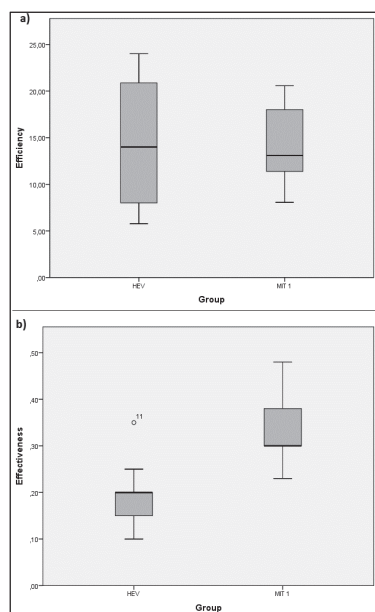 a)
25,00
20,00
15,00
10,00
5,00
,00
Efficiency
HEV
MIT 1
Group
b)
,50
,40
,30
,20
,10
,00
Effectiveness
11
HEV
MIT 1
Group